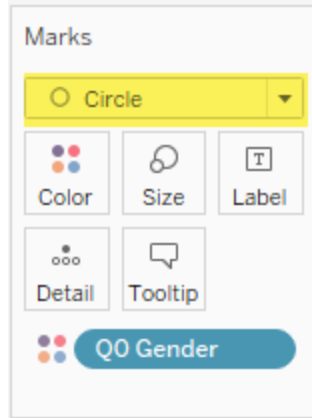 Marks
Circle
Color Size T Label
Detail Tooltip
Q0 Gender